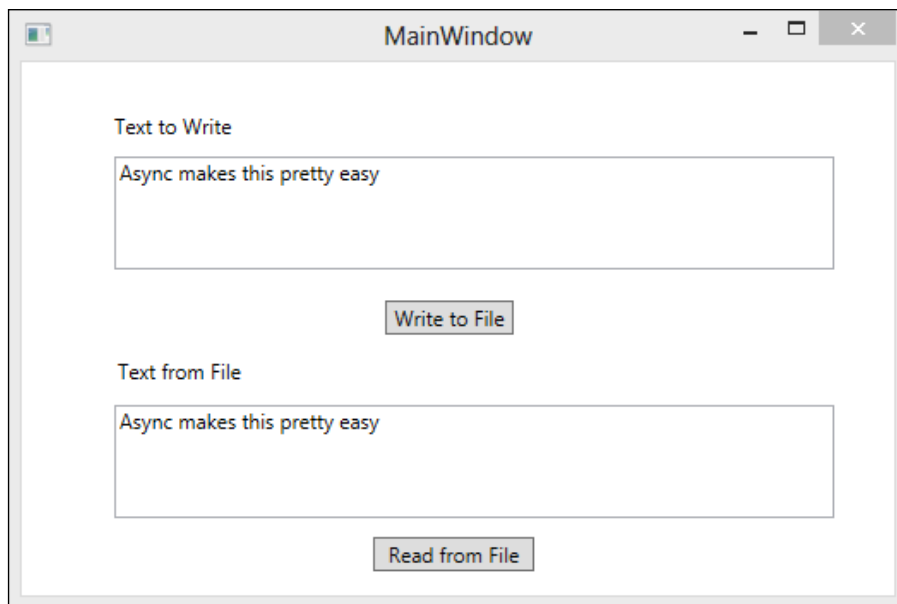 MainWindow
Text to Write
Async makes this pretty easy
Write to File
Text from File
Async makes this pretty easy
Read from File